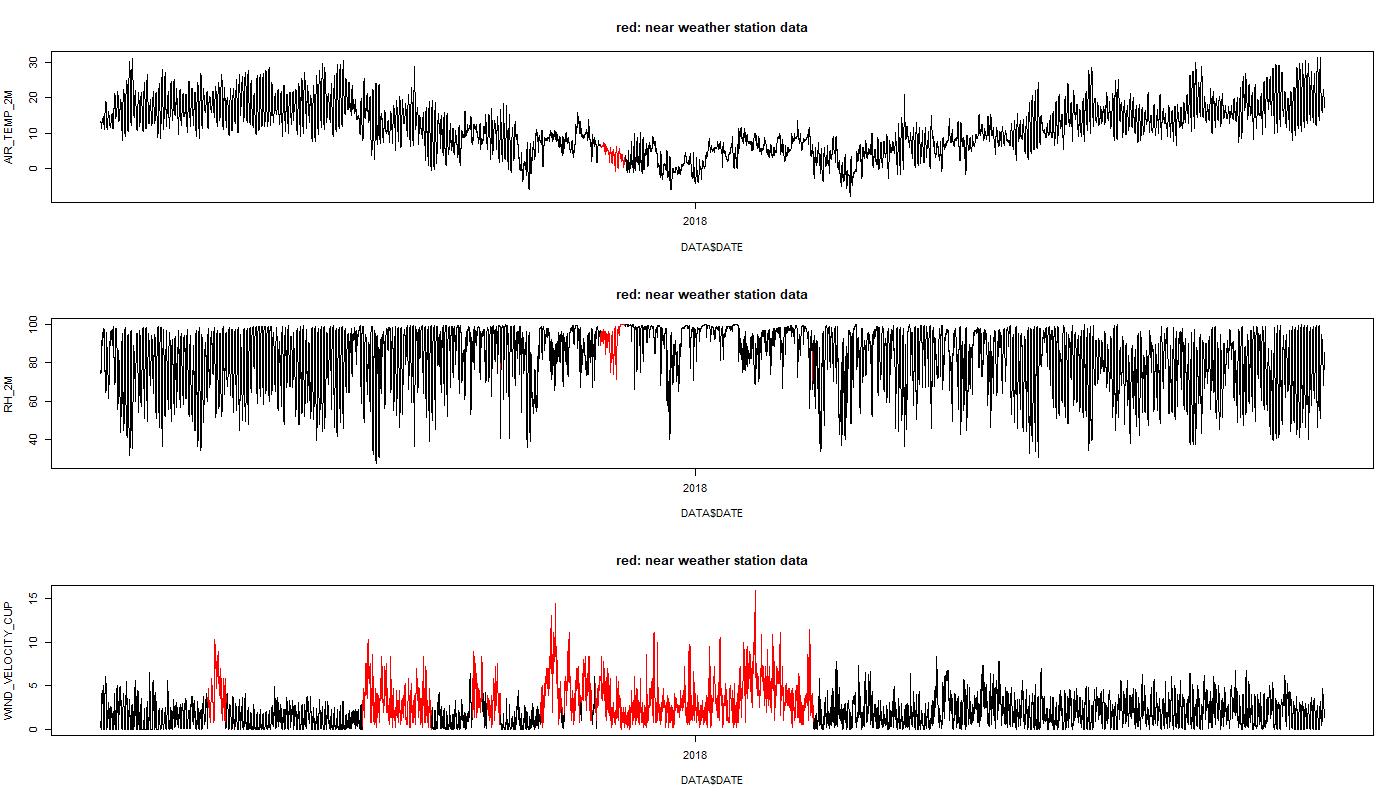 red: near weather station data
AIR_TEMP_2M
30
20
10
0
2018
DATA$DATE
red: near weather station data
RH_2M
100
80
60
40
2018
DATA$DATE
red: near weather station data
WIND_VELOCITY_CUP
15
10
5
0
2018
DATA$DATE